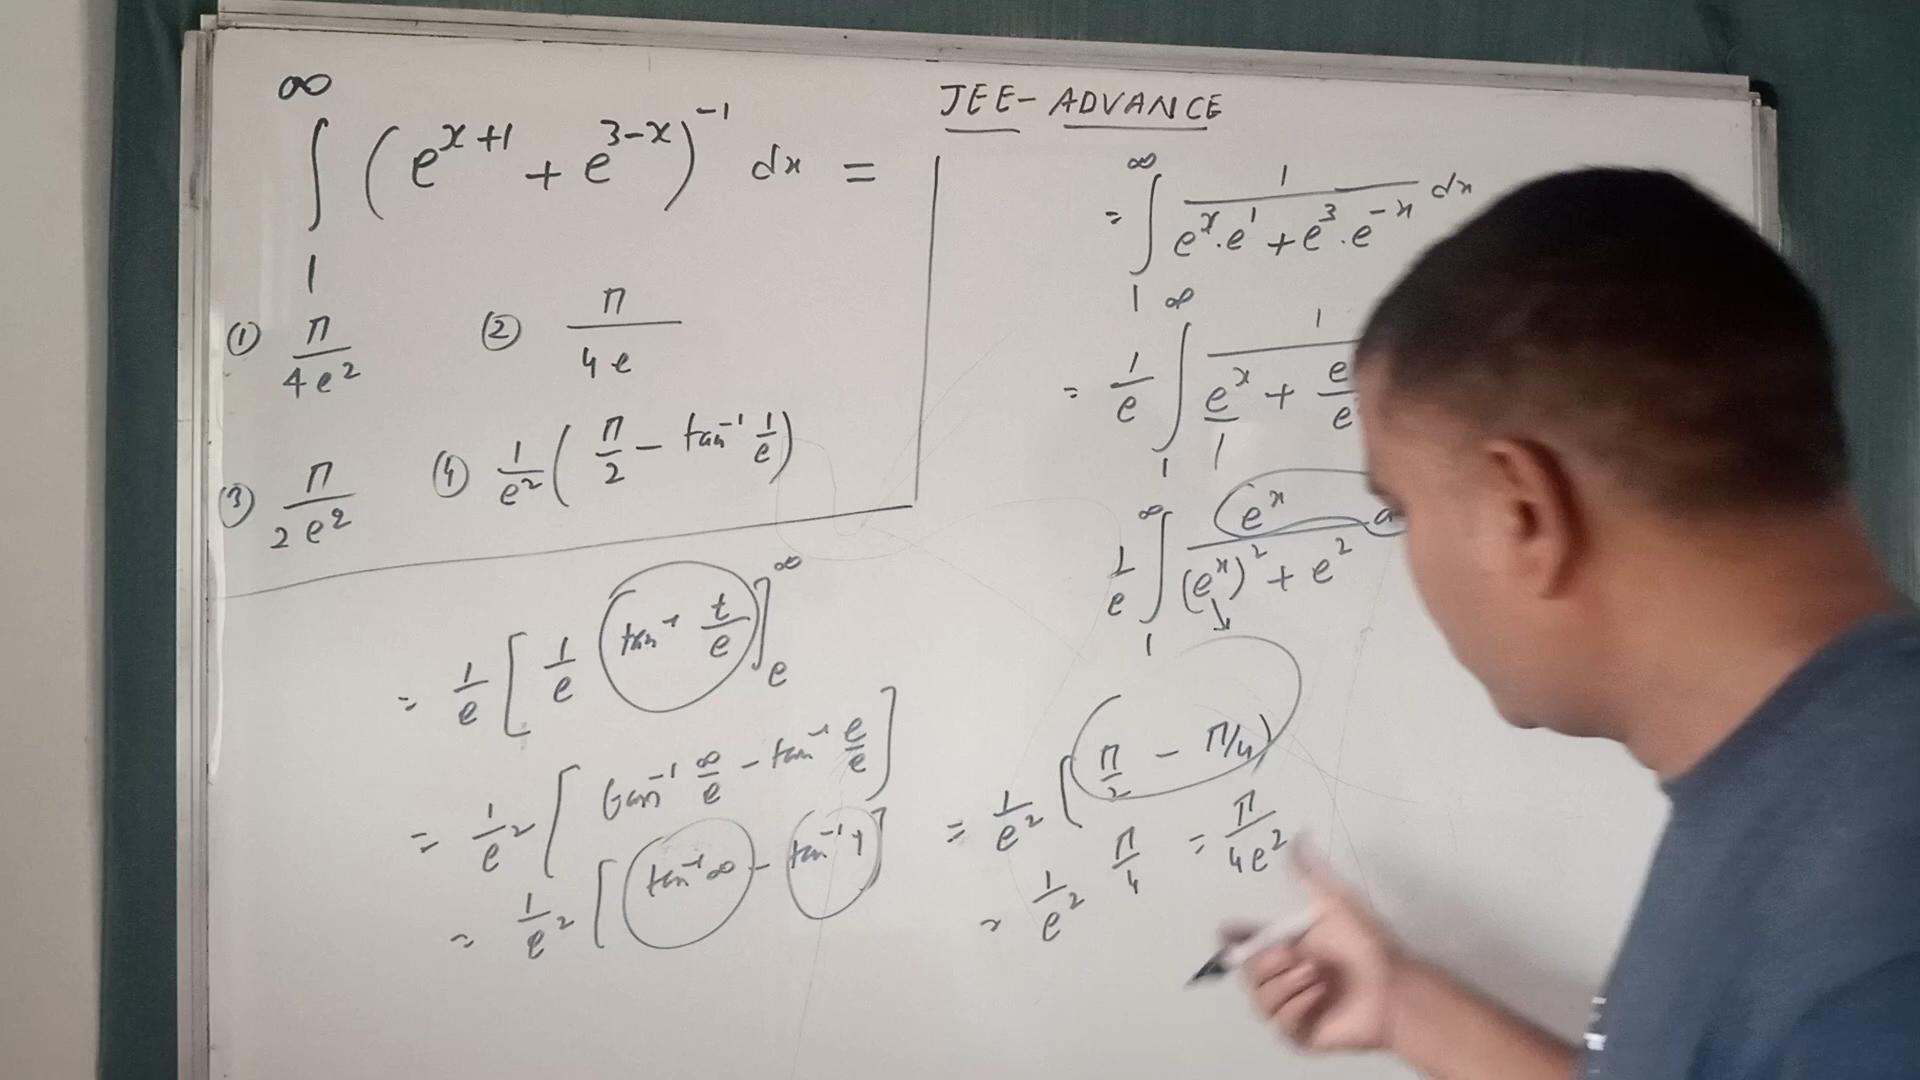 JEE-ADVANCE
∞
∫ (e^{x+1} + e^{3-x})^{-1} dx =
1
① π/4e² ② π/4e
③ π/2e² ④ 1/e² ( π/2 - tan⁻¹ 1/e )
= ∫₁^∞ 1/(e^x.e^1 + e^3.e^{-x}) dx
= 1/e ∫₁^∞ 1/(e^x/1 + e/e
1/e ∫₁^∞ e^x/((e^x)² + e²)
= 1/e [ 1/e tan⁻¹ t/e ]_e^∞
= 1/e² [ tan⁻¹ ∞/e - tan⁻¹ e/e ]
= 1/e² [ tan⁻¹ ∞ - tan⁻¹ 1 ]
= 1/e² [ ( π/2 - π/4 )
= 1/e² π/4 = π/4e²